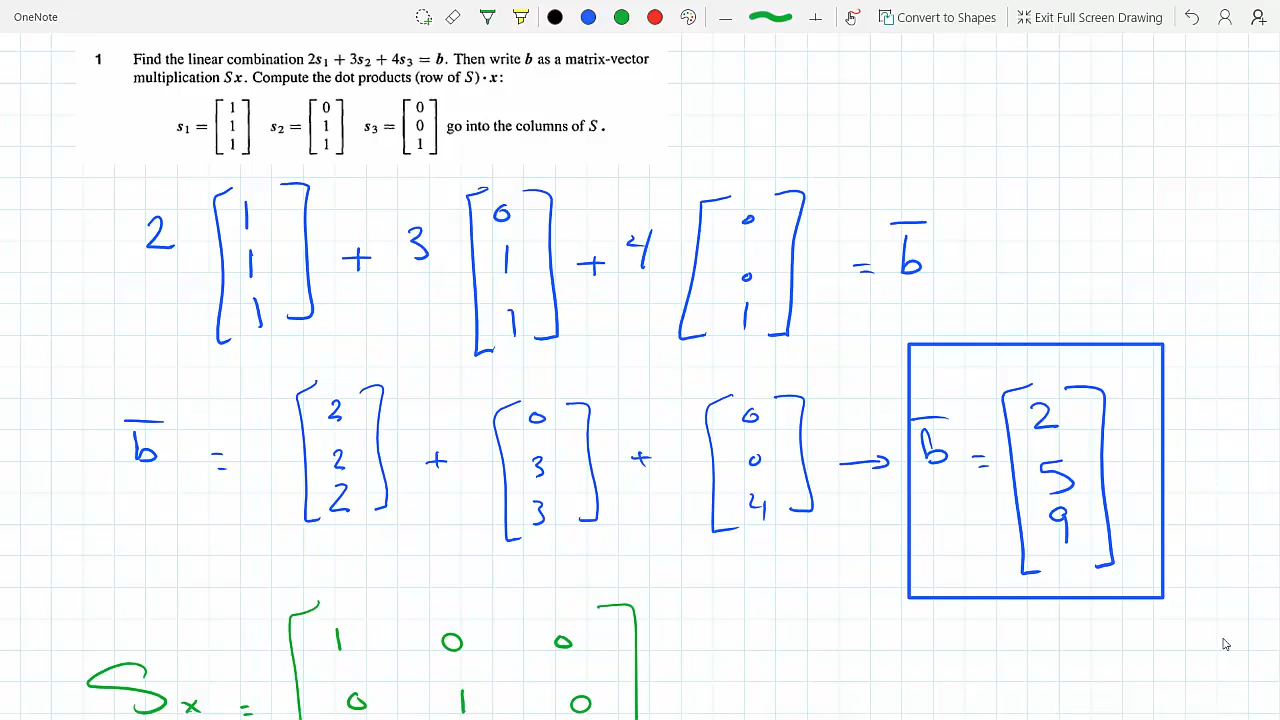 OneNote
Convert to Shapes
Exit Full Screen Drawing
1 Find the linear combination 2s₁ + 3s₂ + 4s₃ = b. Then write b as a matrix-vector
multiplication Sx. Compute the dot products (row of S) · x:
s₁ = [1 1 1] s₂ = [0 1 1] s₃ = [0 0 1] go into the columns of S .
2 [1 1 1] + 3 [0 1 1] + 4 [0 0 1] = b̅
b̅ = [2 2 2] + [0 3 3] + [0 0 4] → b̅ = [2 5 9]
Sx = [1 0 0
0 1 0